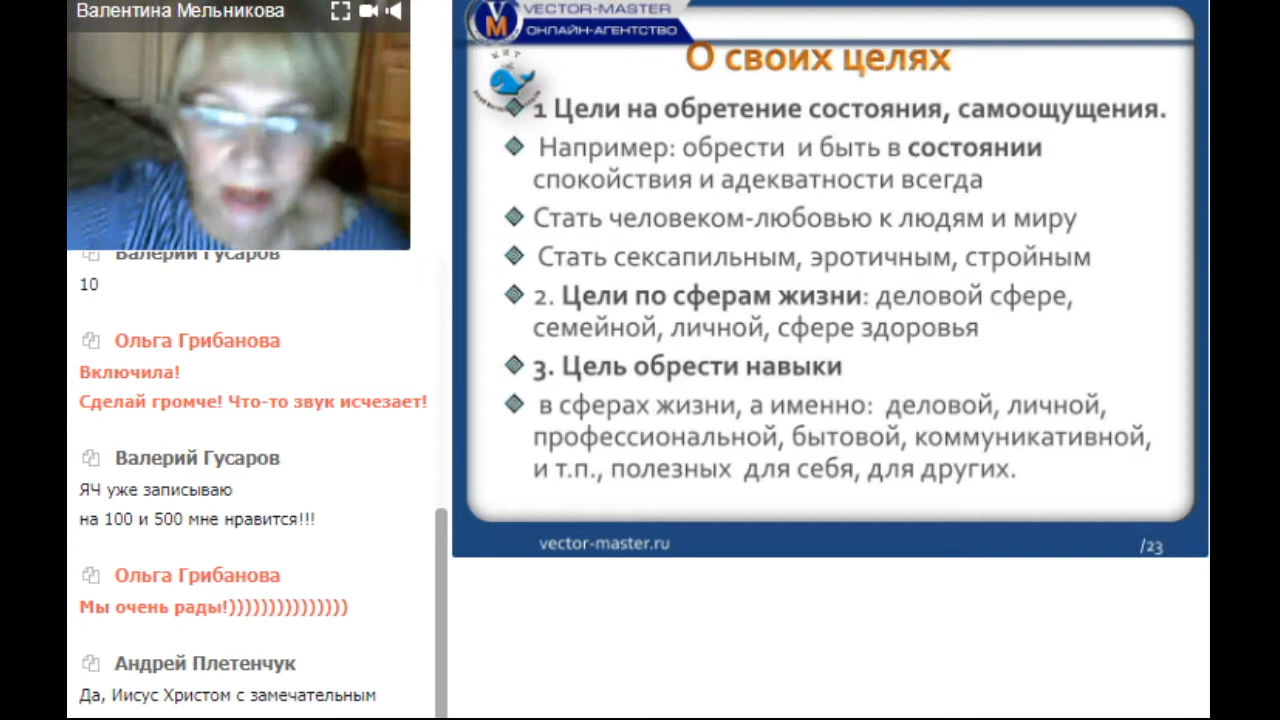 Валентина Мельникова
Валерий Гусаров
10
Ольга Грибанова
Включила!
Сделай громче! Что-то звук исчезает!
Валерий Гусаров
ЯЧ уже записываю
на 100 и 500 мне нравится!!!
Ольга Грибанова
Мы очень рады!)))))))))))))))
Андрей Плетенчук
Да, Иисус Христом с замечательным
VECTOR-MASTER
ОНЛАЙН-АГЕНТСТВО
VM
КИТ
О своих целях
1 Цели на обретение состояния, самоощущения.
Например: обрести и быть в состоянии
спокойствия и адекватности всегда
Стать человеком-любовью к людям и миру
Стать сексапильным, эротичным, стройным
2. Цели по сферам жизни: деловой сфере,
семейной, личной, сфере здоровья
3. Цель обрести навыки
в сферах жизни, а именно: деловой, личной,
профессиональной, бытовой, коммуникативной,
и т.п., полезных для себя, для других.
vector-master.ru
/23